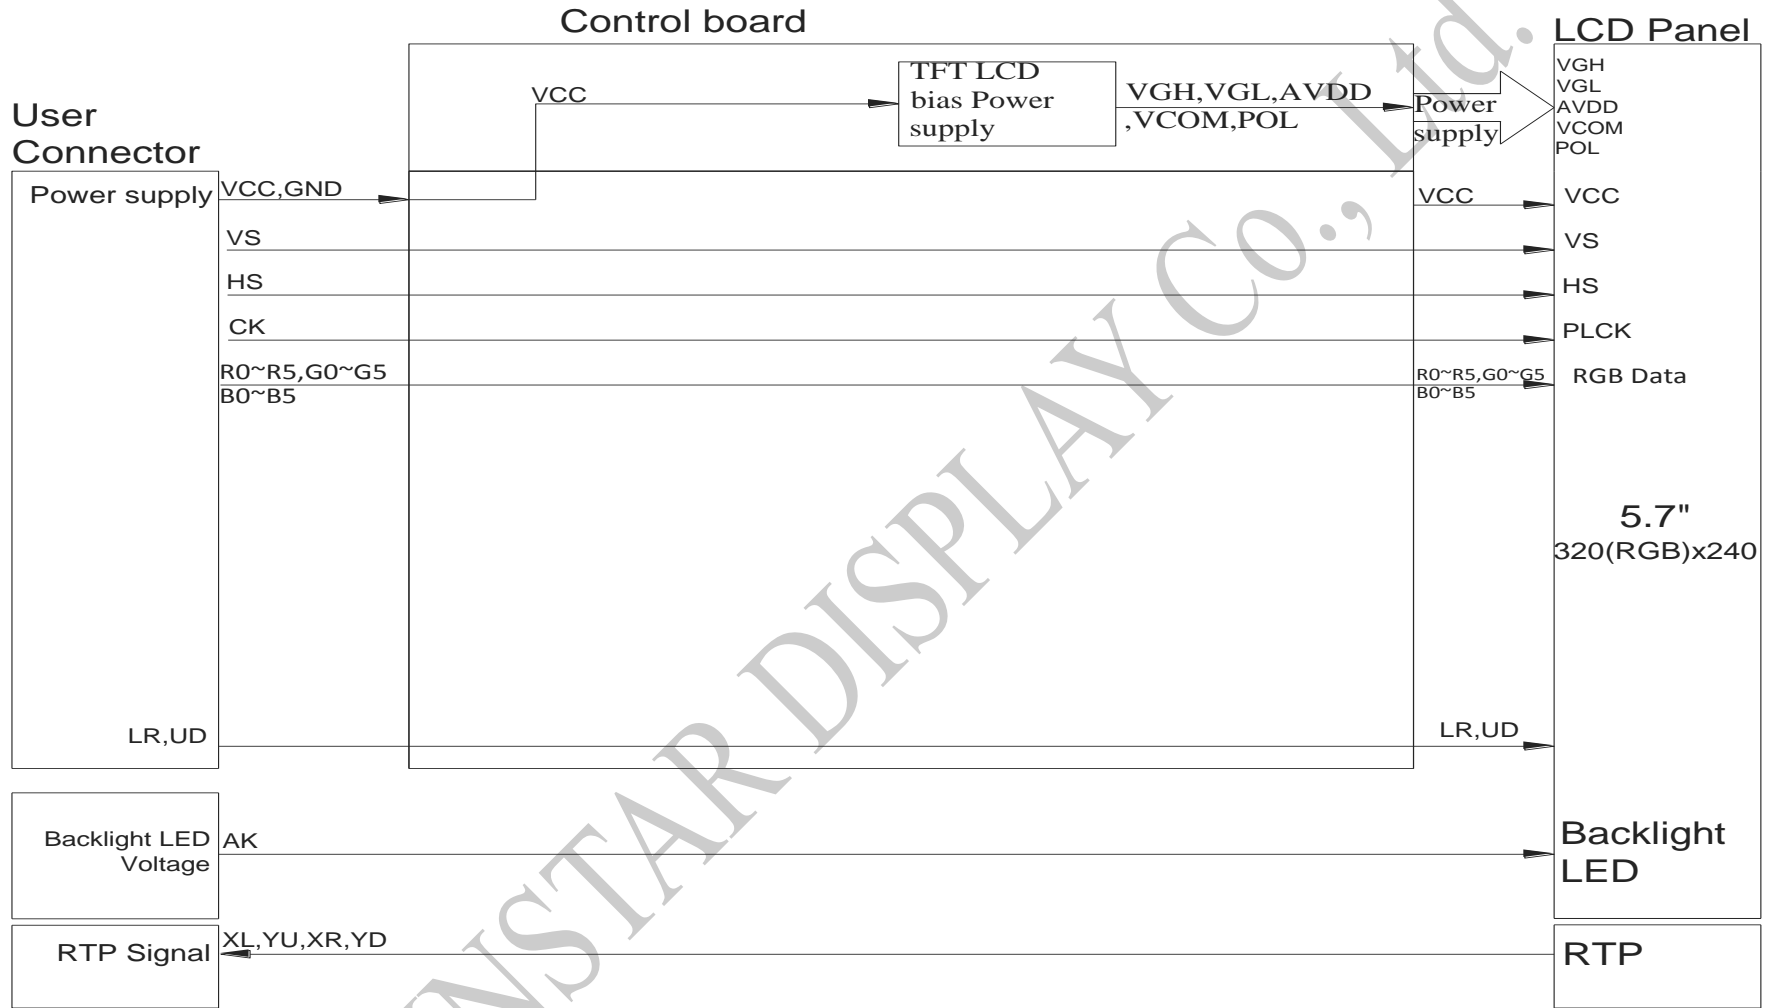 Control board
LCD Panel
User
Connector
VCC
TFT LCD
bias Power
supply
VGH,VGL,AVDD
,VCOM,POL
Power
supply
VGH
VGL
AVDD
VCOM
POL
Power supply
VCC,GND
VCC
VCC
VS
VS
HS
HS
CK
PLCK
R0~R5,G0~G5
B0~B5
R0~R5,G0~G5
B0~B5
RGB Data
5.7"
320(RGB)x240
LR,UD
LR,UD
Backlight LED
Voltage
AK
Backlight
LED
RTP Signal
XL,YU,XR,YD
RTP
NSTAR DISPLAY Co., Ltd.